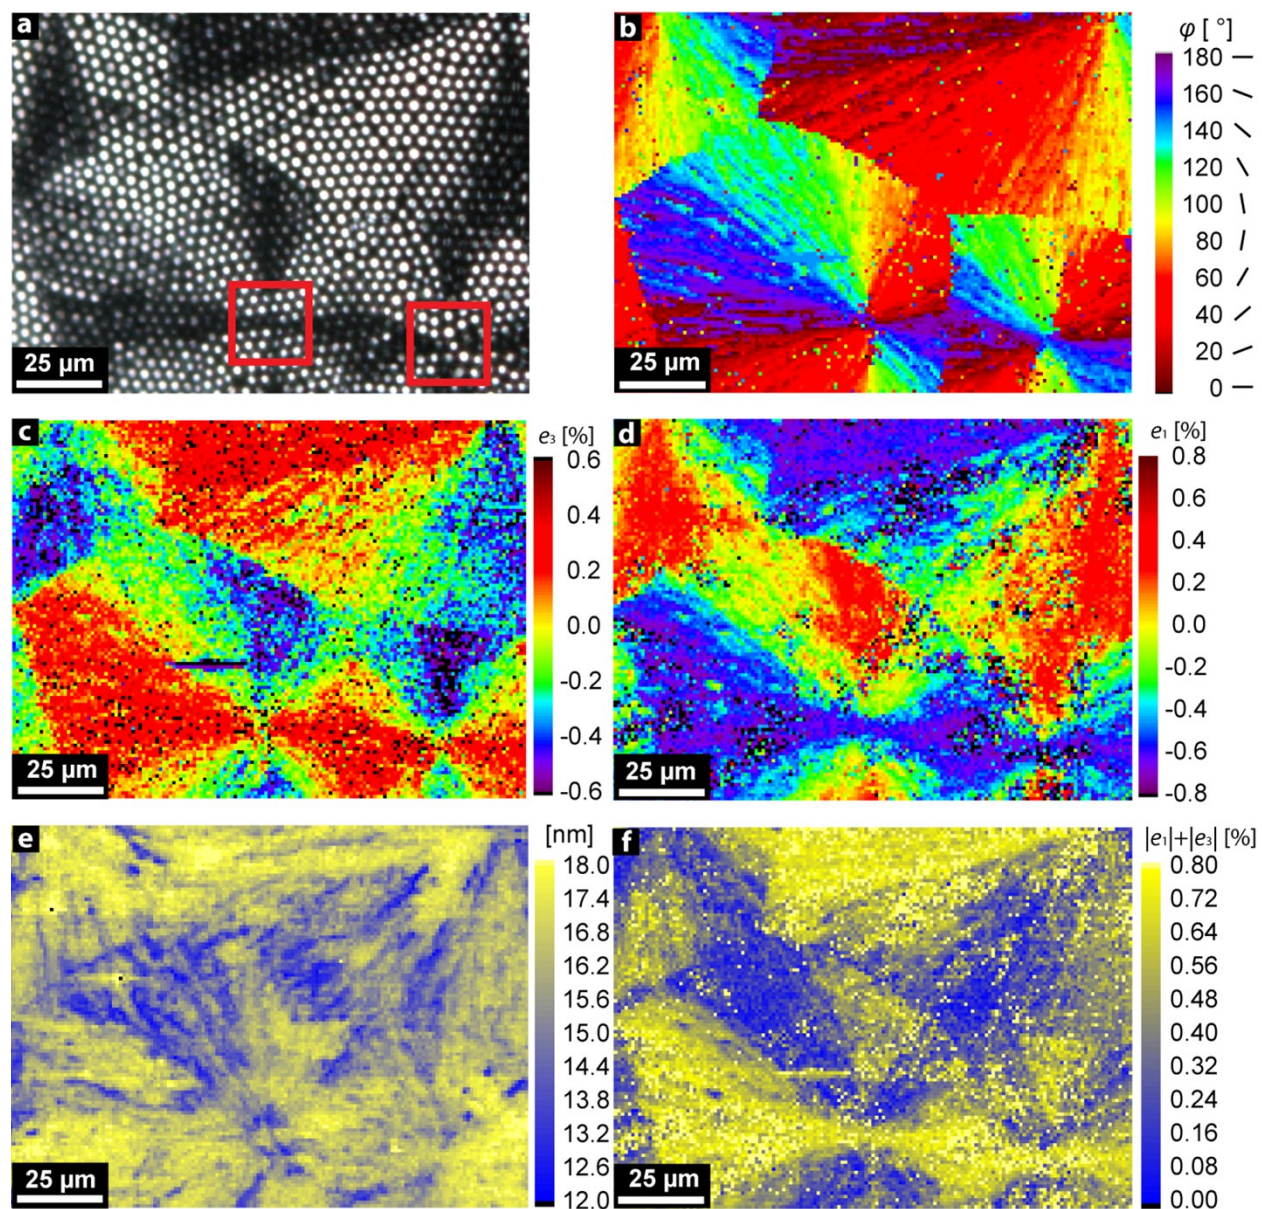 a
25 µm
b
φ [ °]
180
160
140
120
100
80
60
40
20
0
25 µm
c
e₃ [%]
0.6
0.4
0.2
0.0
-0.2
-0.4
-0.6
25 µm
d
e₁ [%]
0.8
0.6
0.4
0.2
0.0
-0.2
-0.4
-0.6
-0.8
25 µm
e
[nm]
18.0
17.4
16.8
16.2
15.6
15.0
14.4
13.8
13.2
12.6
12.0
25 µm
f
|e₁|+|e₃| [%]
0.80
0.72
0.64
0.56
0.48
0.40
0.32
0.24
0.16
0.08
0.00
25 µm